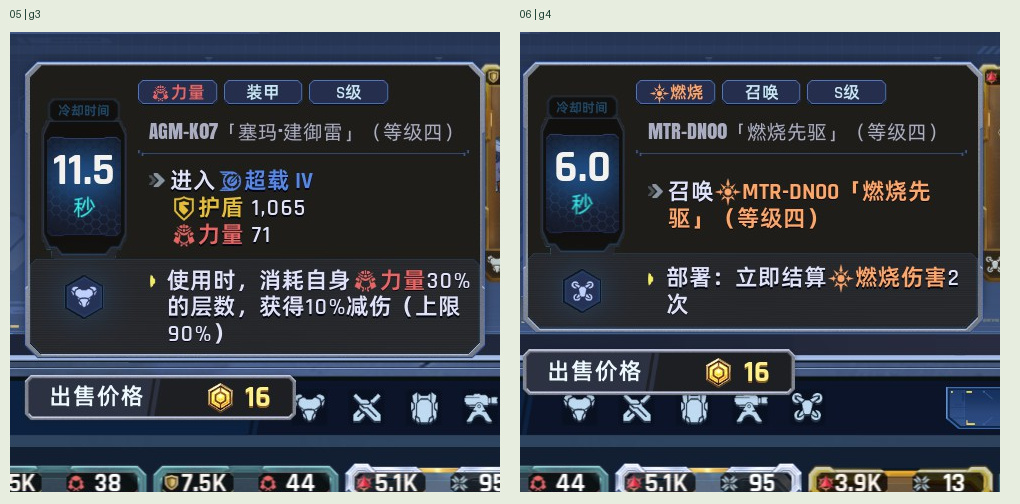 05|g3
力量 装甲 S级
冷却时间
AGM-K07「塞玛·建御雷」（等级四）
11.5
秒
进入超载 IV
护盾 1,065
力量 71
使用时，消耗自身力量30%
的层数，获得10%减伤（上限
90%）
出售价格 16
5K 38 7.5K 44 5.1K 95
06|g4
燃烧 召唤 S级
冷却时间
MTR-DN00「燃烧先驱」（等级四）
6.0
秒
召唤MTR-DN00「燃烧先
驱」（等级四）
部署：立即结算燃烧伤害2
次
出售价格 16
44 5.1K 95 3.9K 13